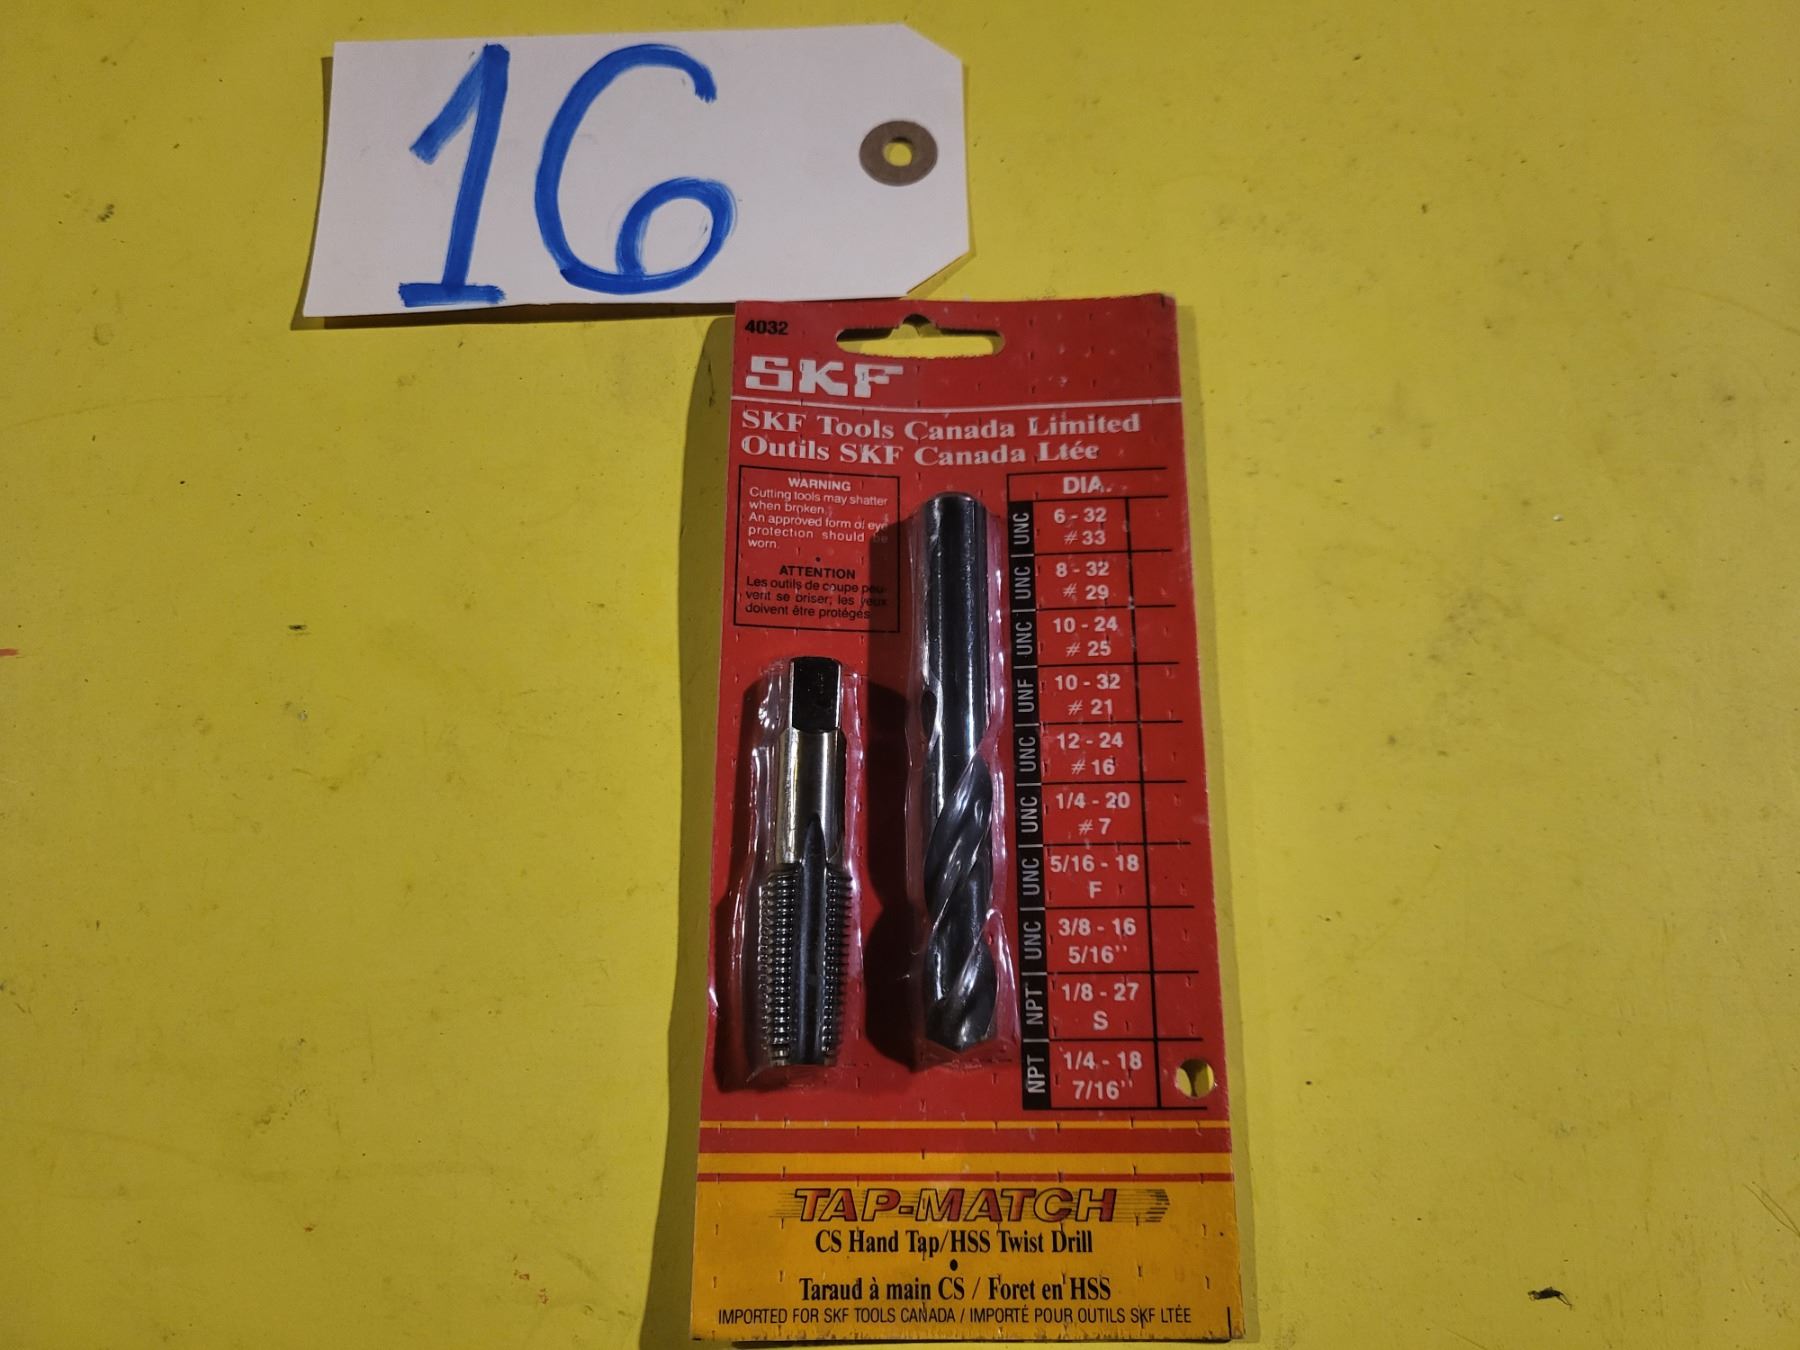 16
4032
SKF
SKF Tools Canada Limited
Outils SKF Canada Ltée
WARNING
Cutting tools may shatter
when broken.
An approved form of eye
protection should be
worn.
ATTENTION
Les outils de coupe peu-
vent se briser; les yeux
doivent être protégés.
DIA.
UNC 6 - 32
# 33
UNC 8 - 32
# 29
UNC 10 - 24
# 25
UNF 10 - 32
# 21
UNC 12 - 24
# 16
UNC 1/4 - 20
# 7
UNC 5/16 - 18
F
UNC 3/8 - 16
5/16"
NPT 1/8 - 27
S
NPT 1/4 - 18
7/16"
TAP-MATCH
CS Hand Tap/HSS Twist Drill
•
Taraud à main CS / Foret en HSS
IMPORTED FOR SKF TOOLS CANADA / IMPORTÉ POUR OUTILS SKF LTÉE